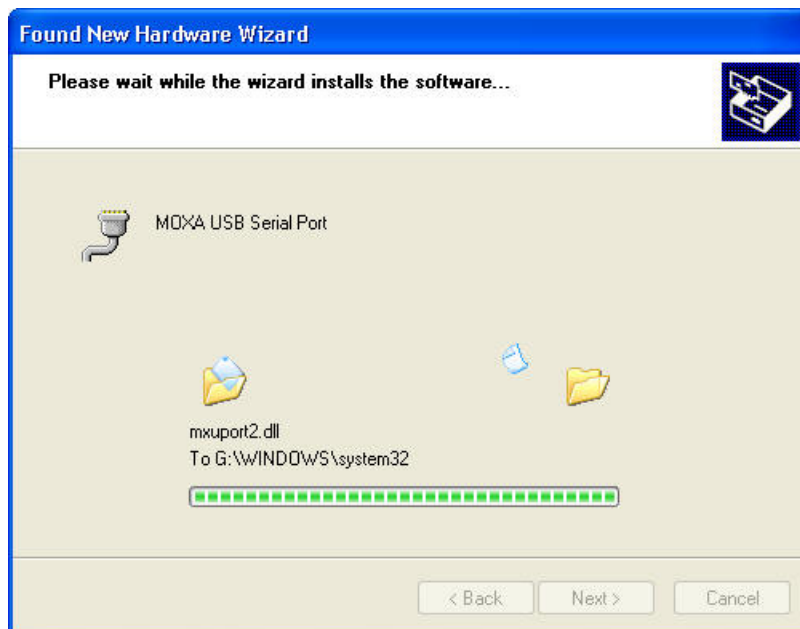 Found New Hardware Wizard
Please wait while the wizard installs the software...
MOXA USB Serial Port
mxuport2.dll
To G:\WINDOWS\system32
< Back
Next >
Cancel